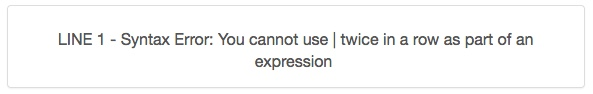 LINE 1 - Syntax Error: You cannot use | twice in a row as part of an
expression